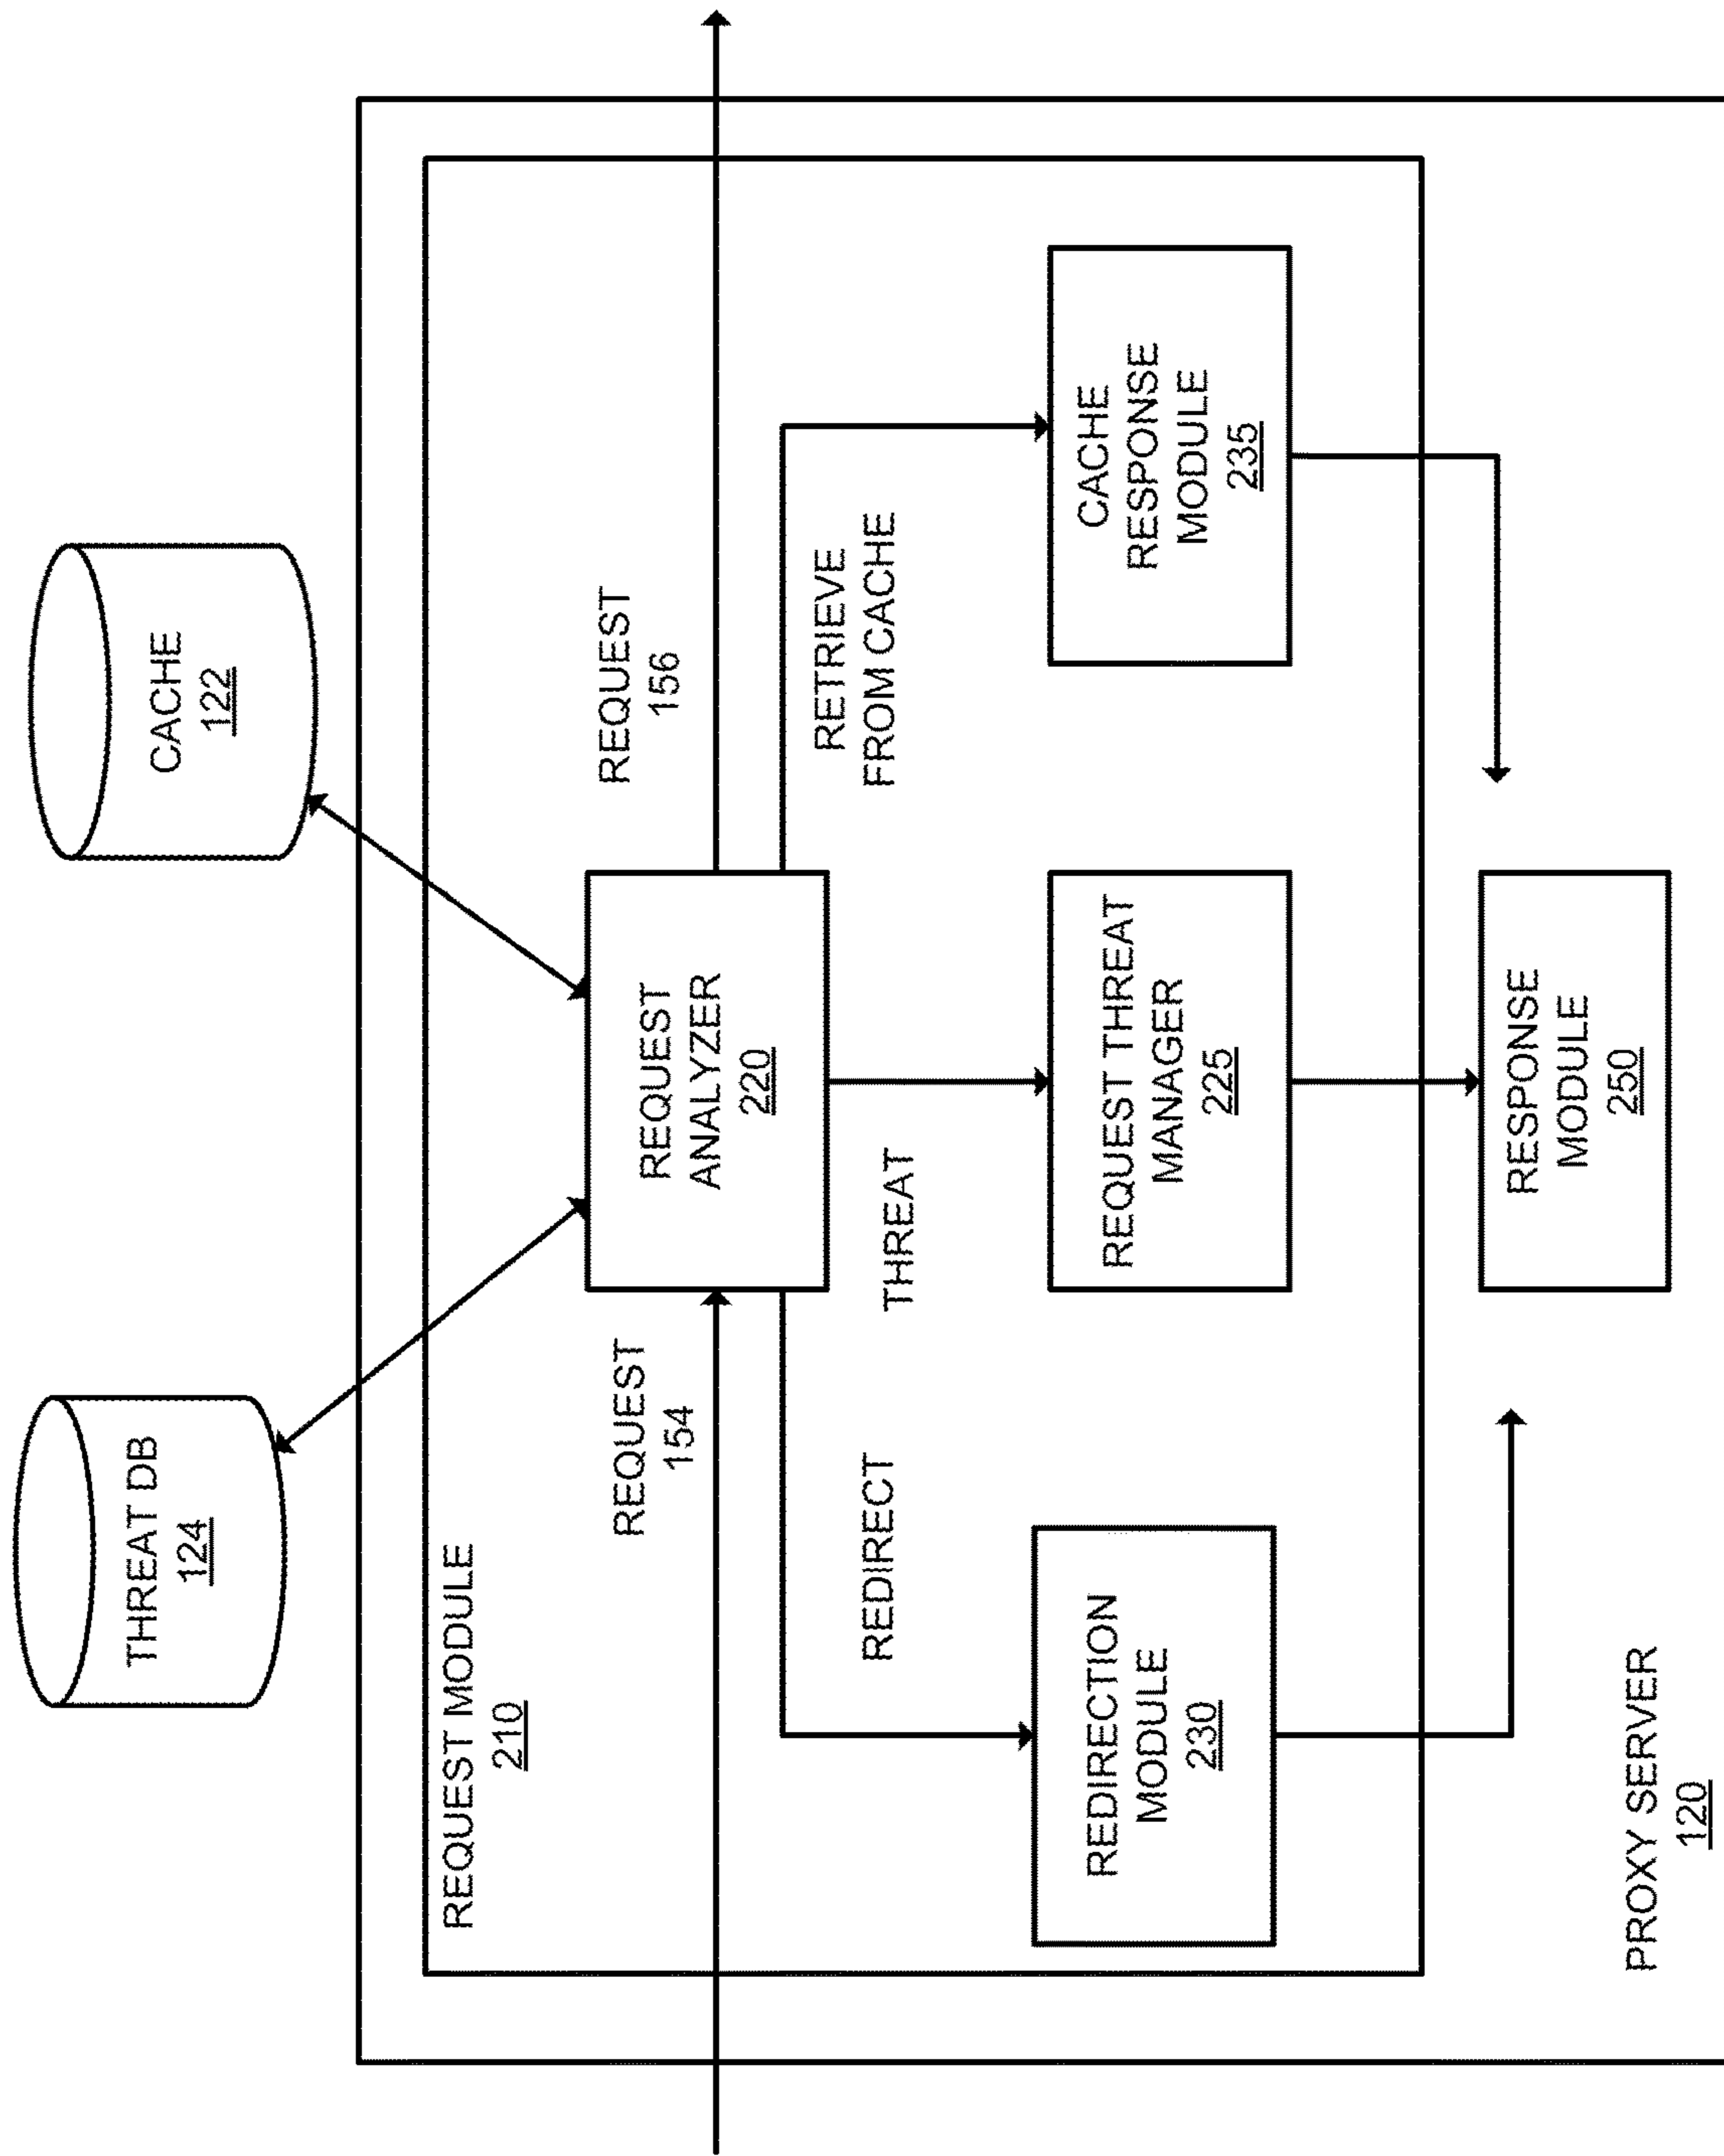 THREAT DB
124
CACHE
122
REQUEST MODULE
210
REQUEST
154
REQUEST
ANALYZER
220
REQUEST
156
REDIRECT
THREAT
RETRIEVE
FROM CACHE
REDIRECTION
MODULE
230
REQUEST THREAT
MANAGER
225
CACHE
RESPONSE
MODULE
235
RESPONSE
MODULE
250
PROXY SERVER
120